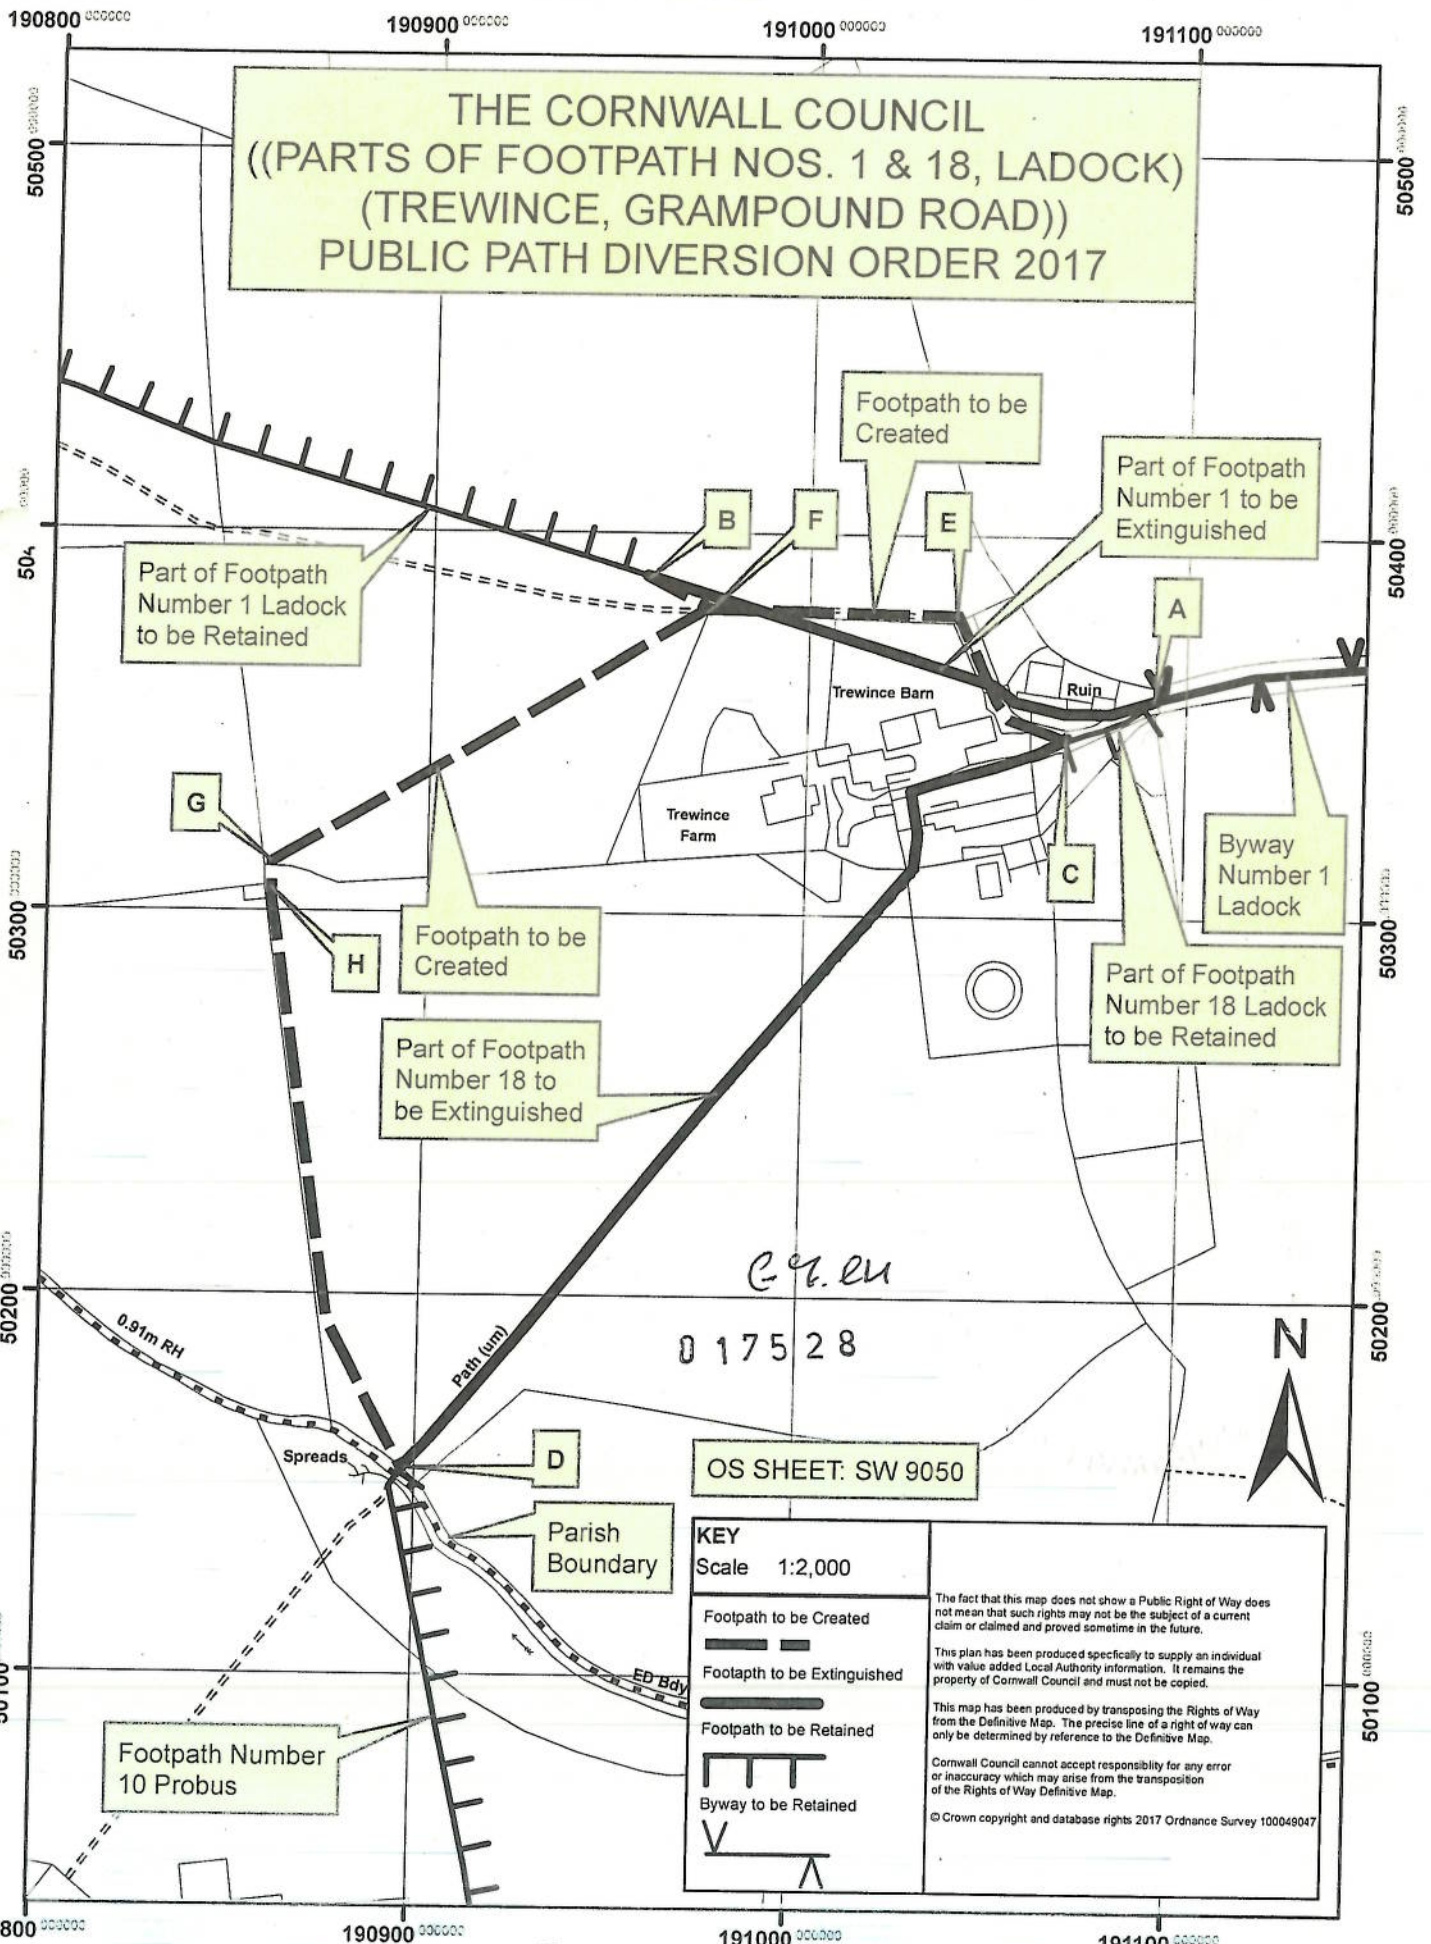 190800
190900
191000
191100
THE CORNWALL COUNCIL
((PARTS OF FOOTPATH NOS. 1 & 18, LADOCK)
(TREWINCE, GRAMPOUND ROAD))
PUBLIC PATH DIVERSION ORDER 2017
50500
50500
Footpath to be
Created
Part of Footpath
Number 1 to be
Extinguished
B
F
E
504
50400
Part of Footpath
Number 1 Ladock
to be Retained
A
Trewince Barn
Ruin
G
Trewince
Farm
C
Byway
Number 1
Ladock
50300
50300
H
Footpath to be
Created
Part of Footpath
Number 18 Ladock
to be Retained
Part of Footpath
Number 18 to
be Extinguished
50200
50200
0.91m RH
Path (um)
017528
N
Spreads
D
OS SHEET: SW 9050
Parish
Boundary
ED Bdy
50100
Footpath Number
10 Probus
KEY
Scale 1:2,000
Footpath to be Created
Footapth to be Extinguished
Footpath to be Retained
Byway to be Retained
The fact that this map does not show a Public Right of Way does
not mean that such rights may not be the subject of a current
claim or claimed and proved sometime in the future.
This plan has been produced specfically to supply an individual
with value added Local Authority information. It remains the
property of Cornwall Council and must not be copied.
This map has been produced by transposing the Rights of Way
from the Definitive Map. The precise line of a right of way can
only be determined by reference to the Definitive Map.
Cornwall Council cannot accept responsiblity for any error
or inaccuracy which may arise from the transposition
of the Rights of Way Definitive Map.
© Crown copyright and database rights 2017 Ordnance Survey 100049047
800
190900
191000
191100